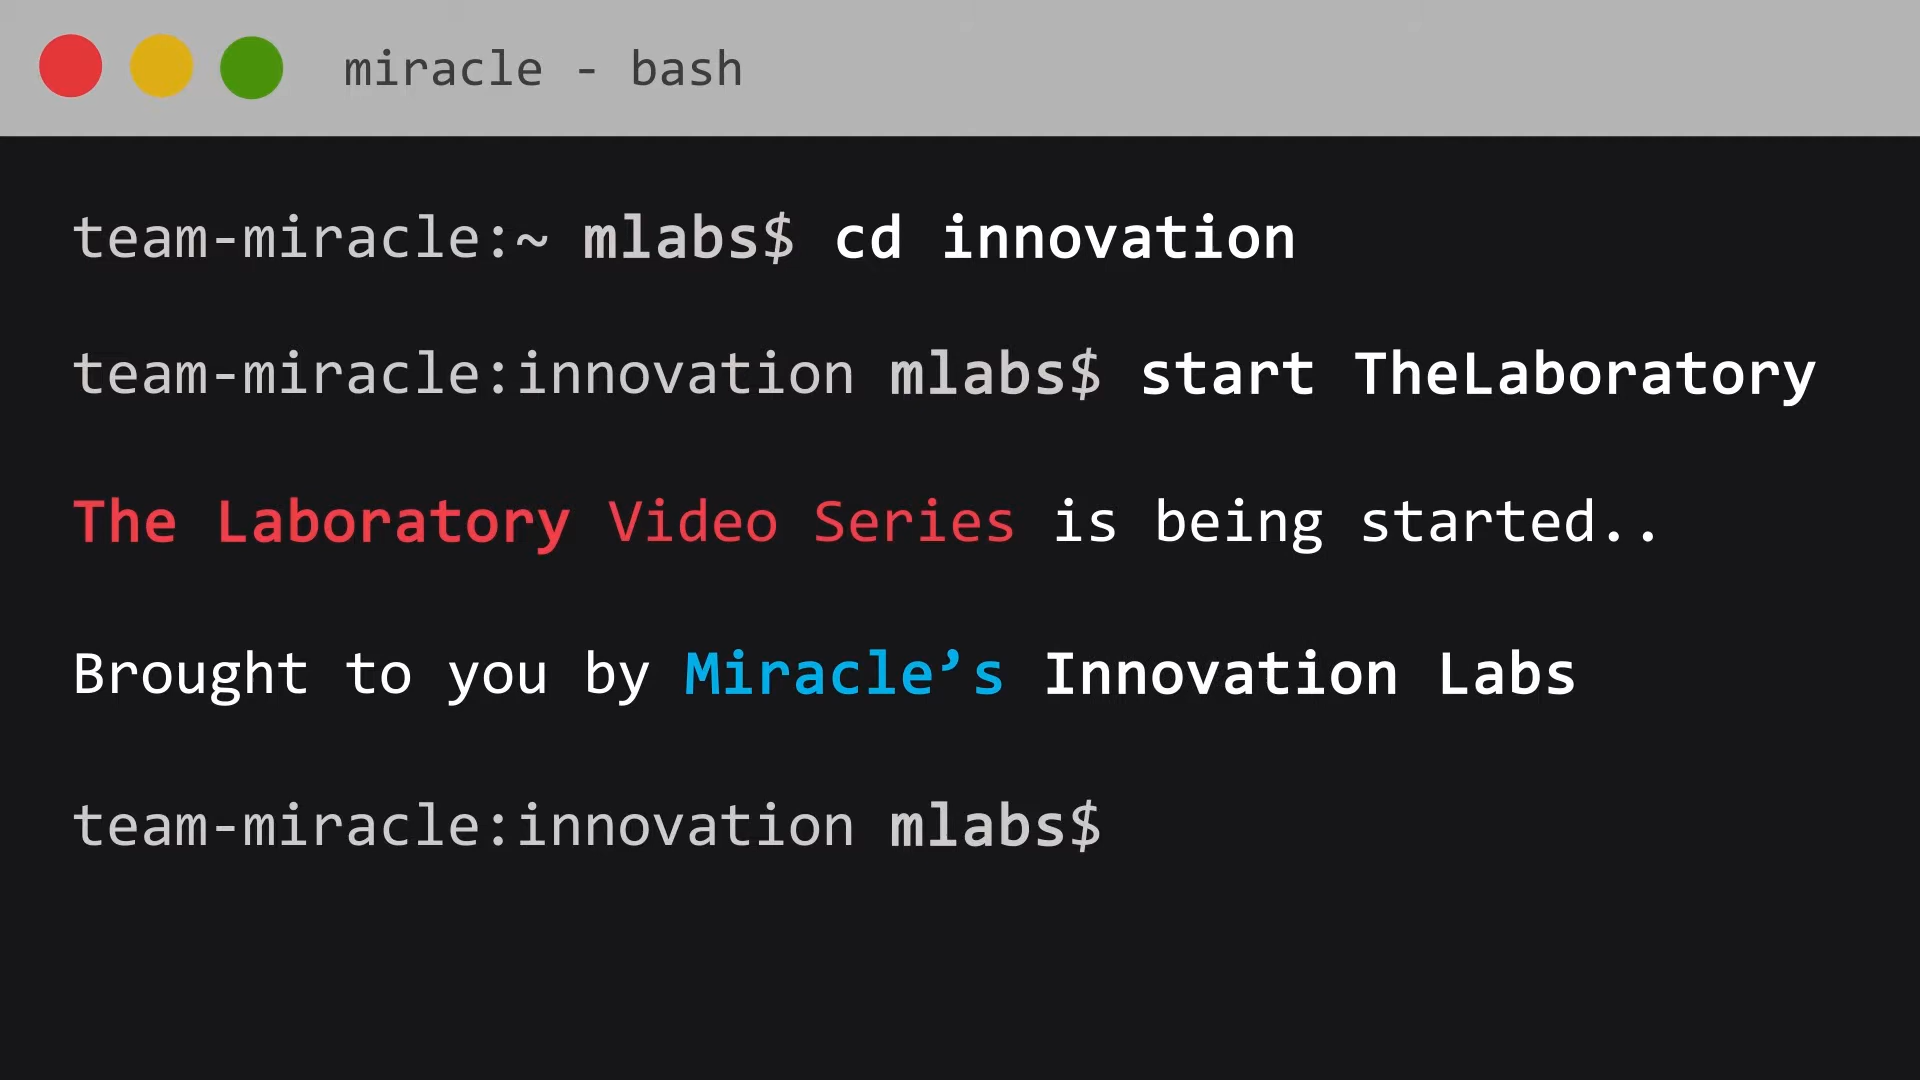 miracle - bash
team-miracle:~ mlabs$ cd innovation
team-miracle:innovation mlabs$ start TheLaboratory
The Laboratory Video Series is being started..
Brought to you by Miracle’s Innovation Labs
team-miracle:innovation mlabs$